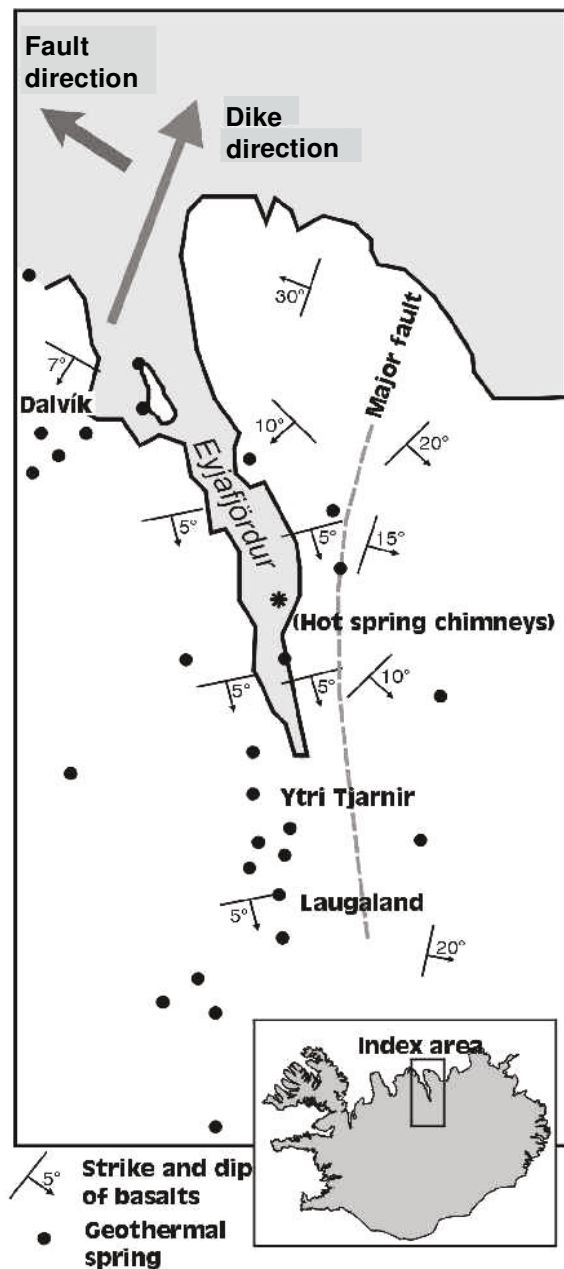 Fault
direction
Dike
direction
30°
Major fault
7°
Dalvík
10°
20°
Eyjafjördur
5°
5°
15°
(Hot spring chimneys)
5°
5°
10°
Ytri Tjarnir
Laugaland
5°
20°
Index area
5°
Strike and dip
of basalts
Geothermal
spring